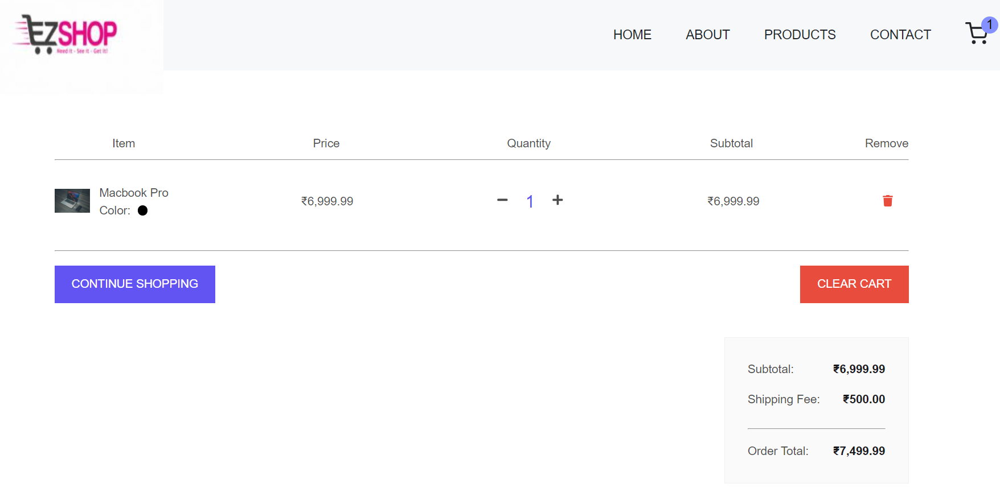 EZSHOP
Need it - See it - Get it!
HOME ABOUT PRODUCTS CONTACT 1
Item Price Quantity Subtotal Remove
Macbook Pro
Color:
₹6,999.99 1 ₹6,999.99
CONTINUE SHOPPING CLEAR CART
Subtotal: ₹6,999.99
Shipping Fee: ₹500.00
Order Total: ₹7,499.99